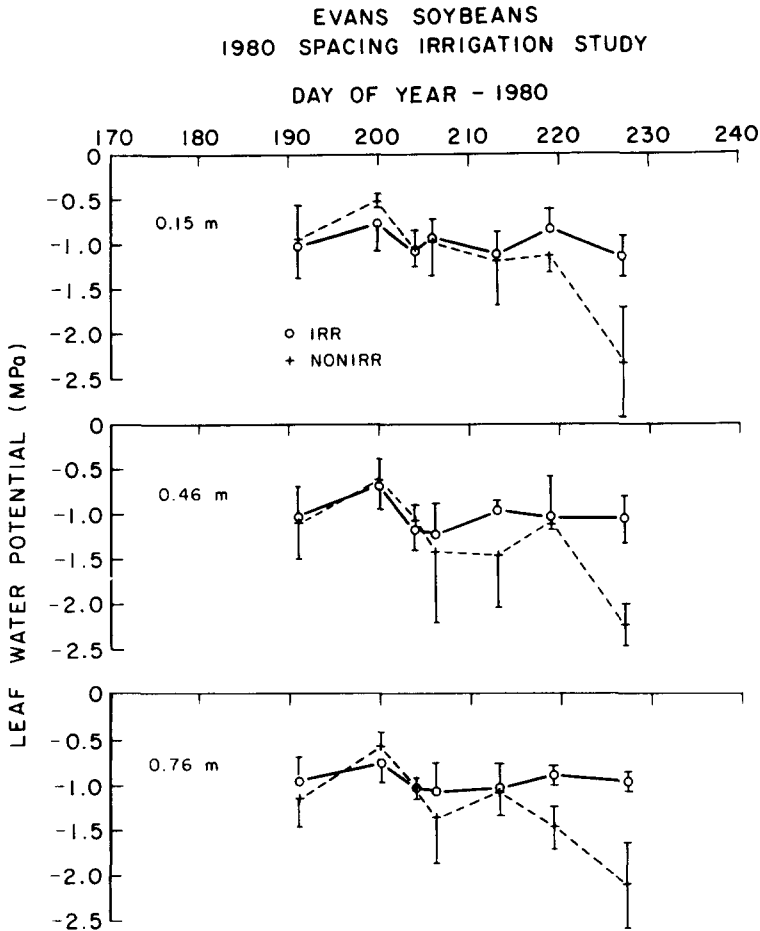 EVANS SOYBEANS
1980 SPACING IRRIGATION STUDY
DAY OF YEAR - 1980
170 180 190 200 210 220 230 240
LEAF WATER POTENTIAL (MPa)
0
-0.5
-1.0
-1.5
-2.0
-2.5
0.15 m
IRR
NONIRR
0
-0.5
-1.0
-1.5
-2.0
-2.5
0.46 m
0
-0.5
-1.0
-1.5
-2.0
-2.5
0.76 m